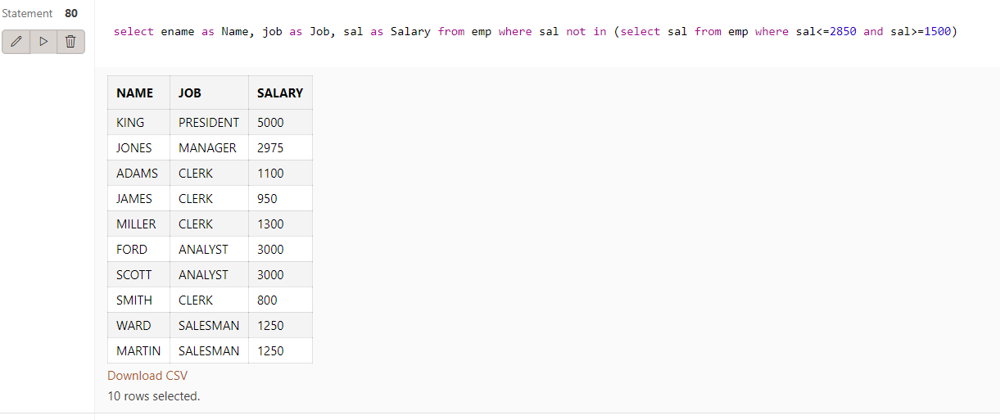 Statement 80
select ename as Name, job as Job, sal as Salary from emp where sal not in (select sal from emp where sal<=2850 and sal>=1500)
NAME JOB SALARY
KING PRESIDENT 5000
JONES MANAGER 2975
ADAMS CLERK 1100
JAMES CLERK 950
MILLER CLERK 1300
FORD ANALYST 3000
SCOTT ANALYST 3000
SMITH CLERK 800
WARD SALESMAN 1250
MARTIN SALESMAN 1250
Download CSV
10 rows selected.